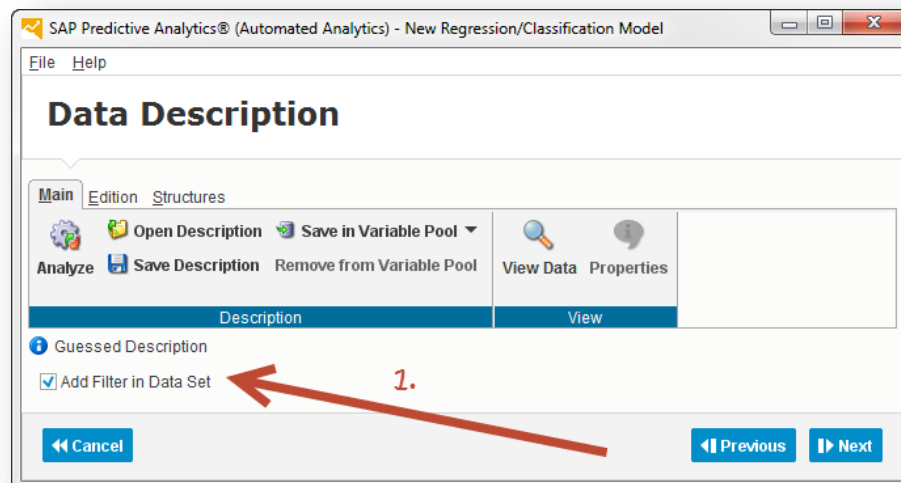 SAP Predictive Analytics® (Automated Analytics) - New Regression/Classification Model
File Help
Data Description
Main Edition Structures
Open Description Save in Variable Pool
Analyze Save Description Remove from Variable Pool View Data Properties
Description View
Guessed Description
Add Filter in Data Set
1.
Cancel Previous Next